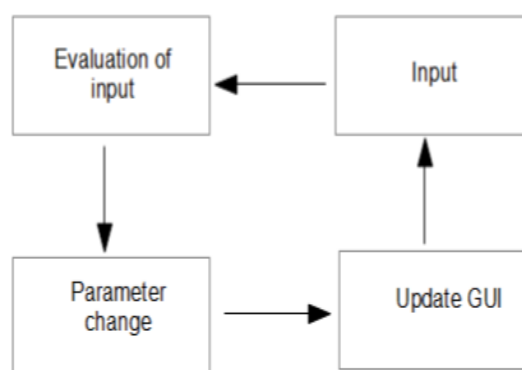 Evaluation of
input
Input
Parameter
change
Update GUI